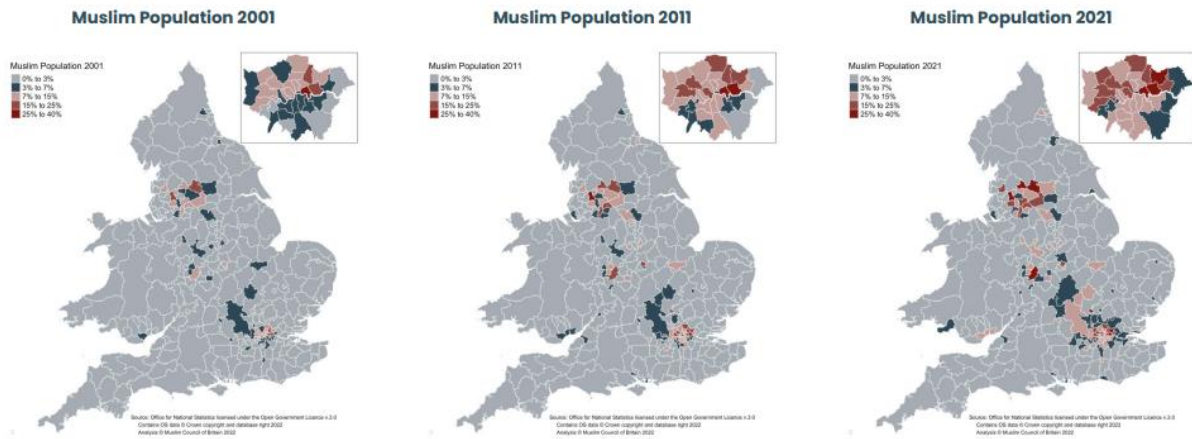 Muslim Population 2001
Muslim Population 2001
0% to 3%
3% to 7%
7% to 15%
15% to 25%
25% to 40%
Source: Office for National Statistics licensed under the Open Government Licence v.3.0
Contains OS data © Crown copyright and database right 2022
Analysis © Muslim Council of Britain 2022
Muslim Population 2011
Muslim Population 2011
0% to 3%
3% to 7%
7% to 15%
15% to 25%
25% to 40%
Source: Office for National Statistics licensed under the Open Government Licence v.3.0
Contains OS data © Crown copyright and database right 2022
Analysis © Muslim Council of Britain 2022
Muslim Population 2021
Muslim Population 2021
0% to 3%
3% to 7%
7% to 15%
15% to 25%
25% to 40%
Source: Office for National Statistics licensed under the Open Government Licence v.3.0
Contains OS data © Crown copyright and database right 2022
Analysis © Muslim Council of Britain 2022